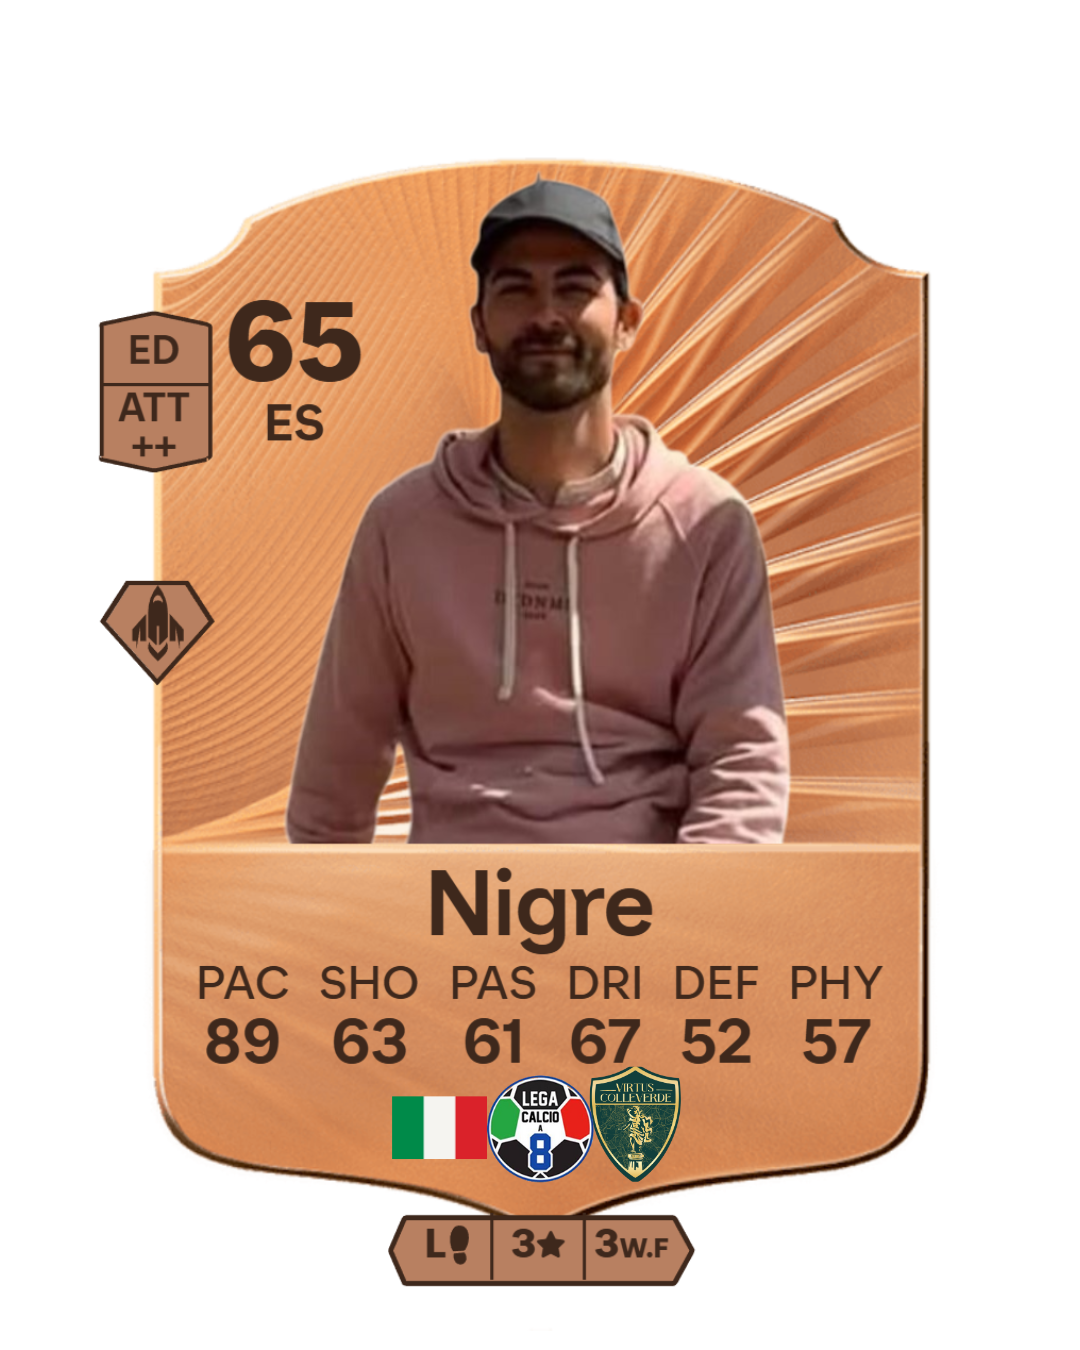 65
ES
ED
ATT
++
Nigre
PAC SHO PAS DRI DEF PHY
89 63 61 67 52 57
LEGA
CALCIO
A
8
VIRTUS
COLLEVERDE
L 3★ 3W.F